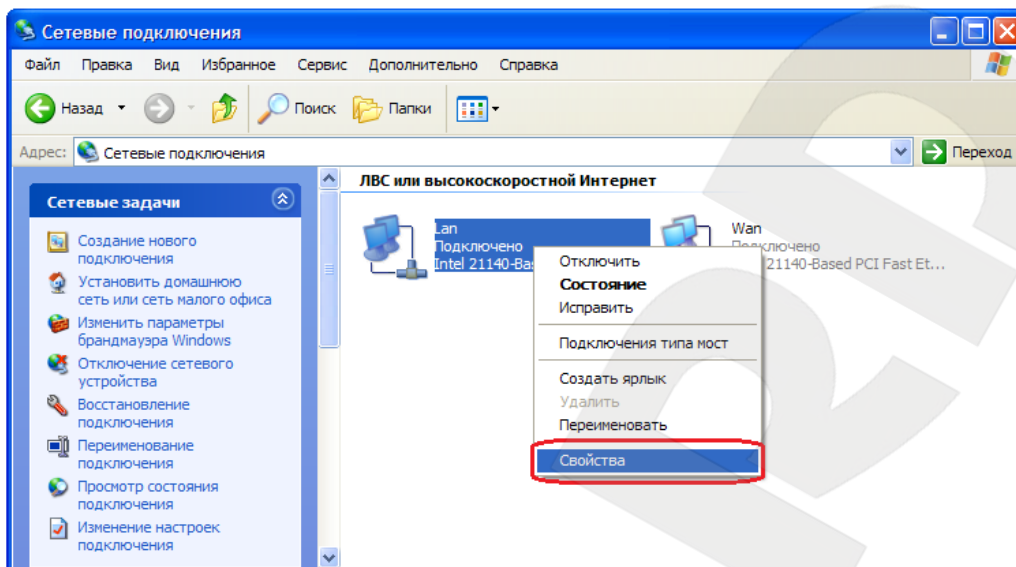 Сетевые подключения
Файл Правка Вид Избранное Сервис Дополнительно Справка
Назад Поиск Папки
Адрес: Сетевые подключения Переход
ЛВС или высокоскоростной Интернет
Сетевые задачи
Создание нового
подключения
Установить домашнюю
сеть или сеть малого офиса
Изменить параметры
брандмауэра Windows
Отключение сетевого
устройства
Восстановление
подключения
Переименование
подключения
Просмотр состояния
подключения
Изменение настроек
подключения
Lan
Подключено
Intel 21140-Bas
Wan
Подключено
21140-Based PCI Fast Et...
Отключить
Состояние
Исправить
Подключения типа мост
Создать ярлык
Удалить
Переименовать
Свойства